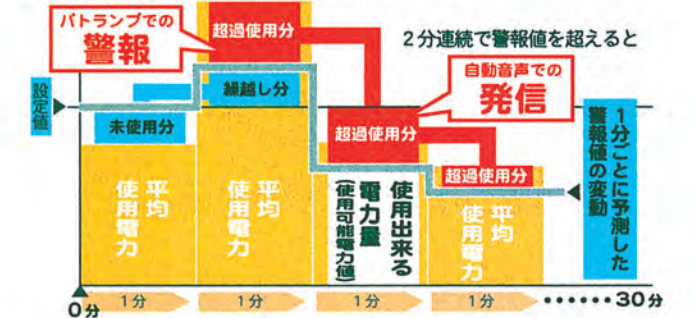 パトランプでの
警報
超過使用分
2分連続で警報値を超えると
自動音声での
発信
設定値
未使用分
繰越し分
超過使用分
超過使用分
平均
使用電力
平均
使用電力
使用出来る
電力量
(使用可能電力値)
平均
使用電力
1分ごとに予測した
警報値の変動
0分
1分
1分
1分
1分
••••••30分